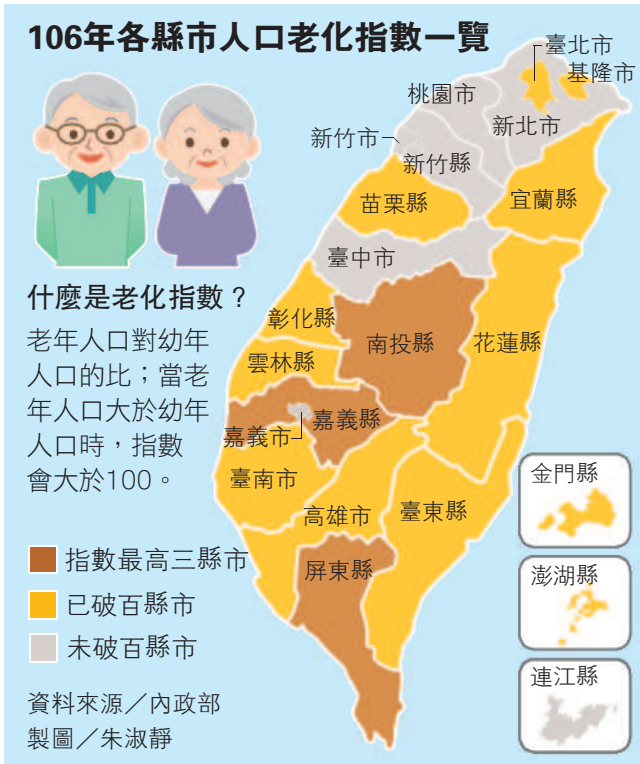 106年各縣市人口老化指數一覽
臺北市
基隆市
桃園市
新北市
新竹市
新竹縣
苗栗縣
宜蘭縣
臺中市
什麼是老化指數?
老年人口對幼年
人口的比;當老
年人口大於幼年
人口時,指數
會大於100。
彰化縣
南投縣
花蓮縣
雲林縣
嘉義縣
嘉義市
臺南市
高雄市
臺東縣
屏東縣
金門縣
澎湖縣
連江縣
指數最高三縣市
已破百縣市
未破百縣市
資料來源/內政部
製圖/朱淑靜